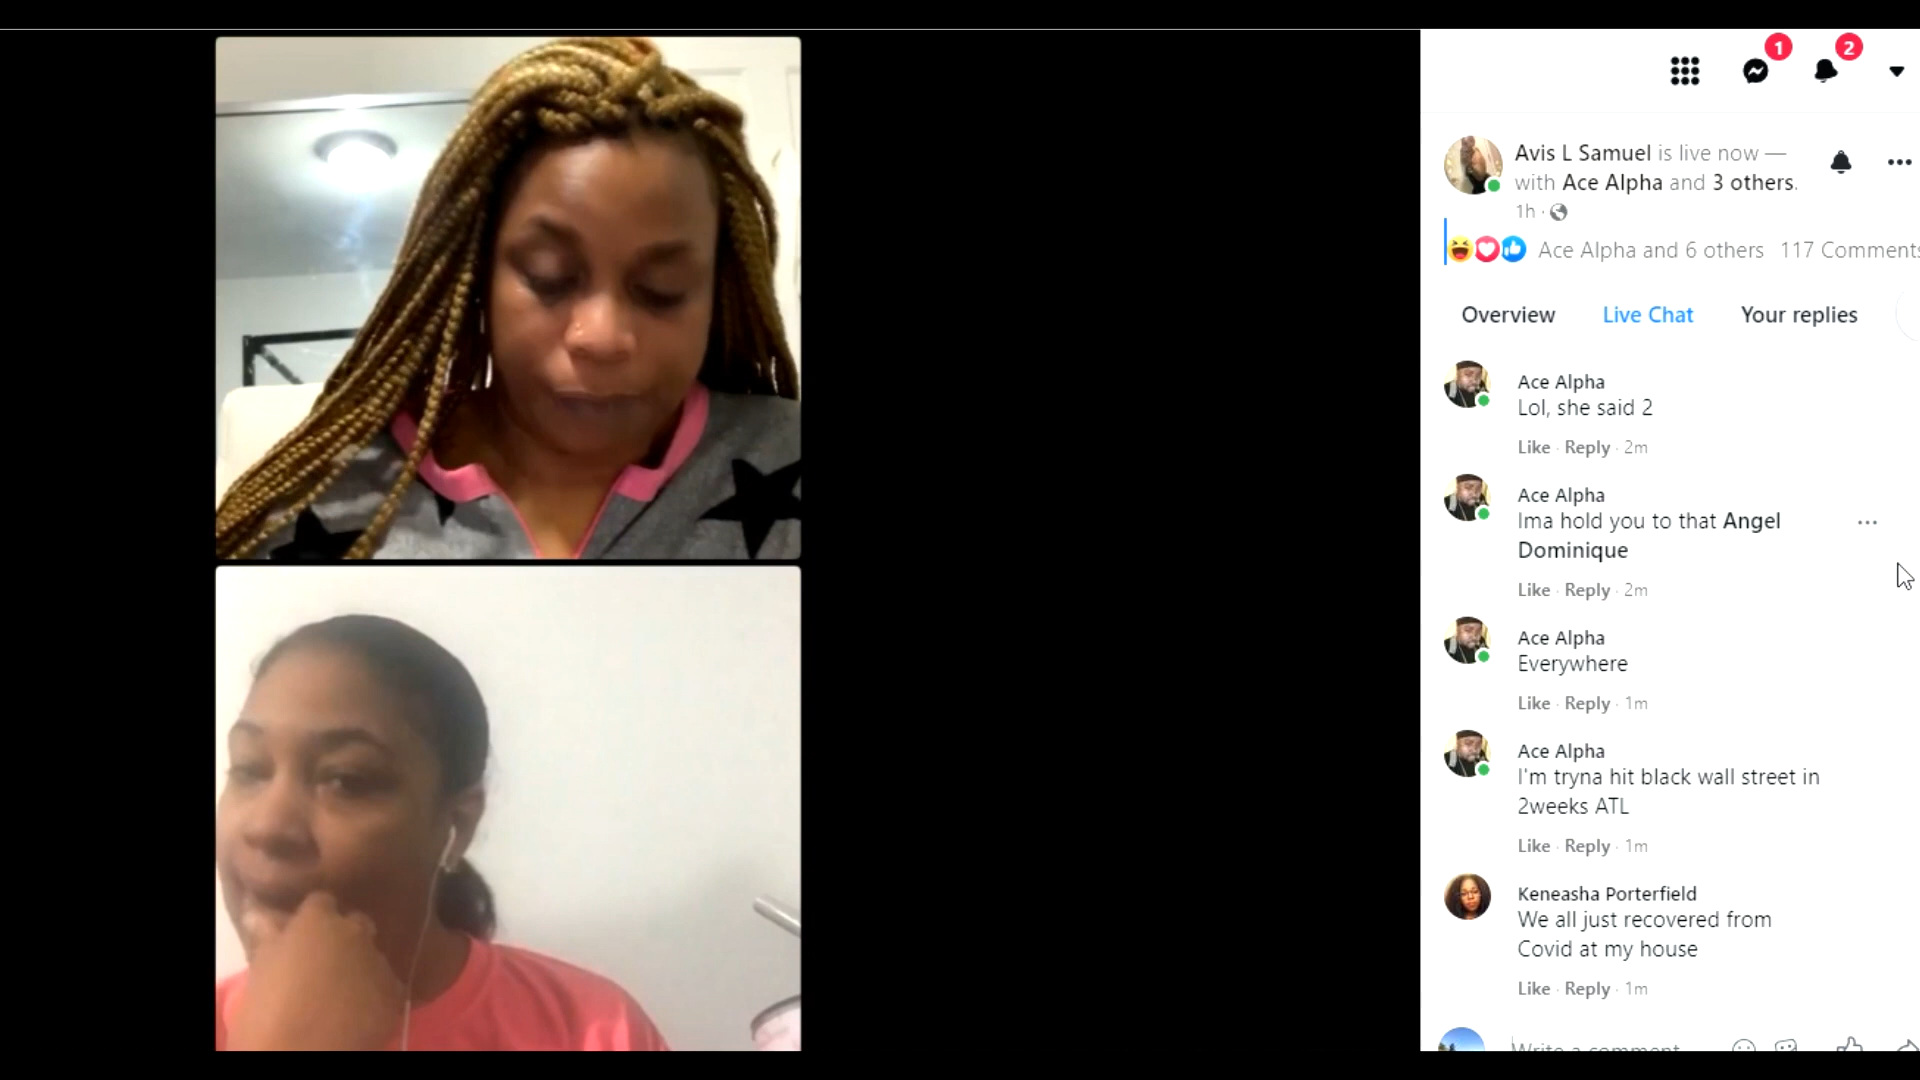 1
2
Avis L Samuel is live now —
with Ace Alpha and 3 others.
1h ·
Ace Alpha and 6 others 117 Comments
Overview Live Chat Your replies
Ace Alpha
Lol, she said 2
Like · Reply · 2m
Ace Alpha
Ima hold you to that Angel
Dominique
Like · Reply · 2m
Ace Alpha
Everywhere
Like · Reply · 1m
Ace Alpha
I'm tryna hit black wall street in
2weeks ATL
Like · Reply · 1m
Keneasha Porterfield
We all just recovered from
Covid at my house
Like · Reply · 1m
Write a comment